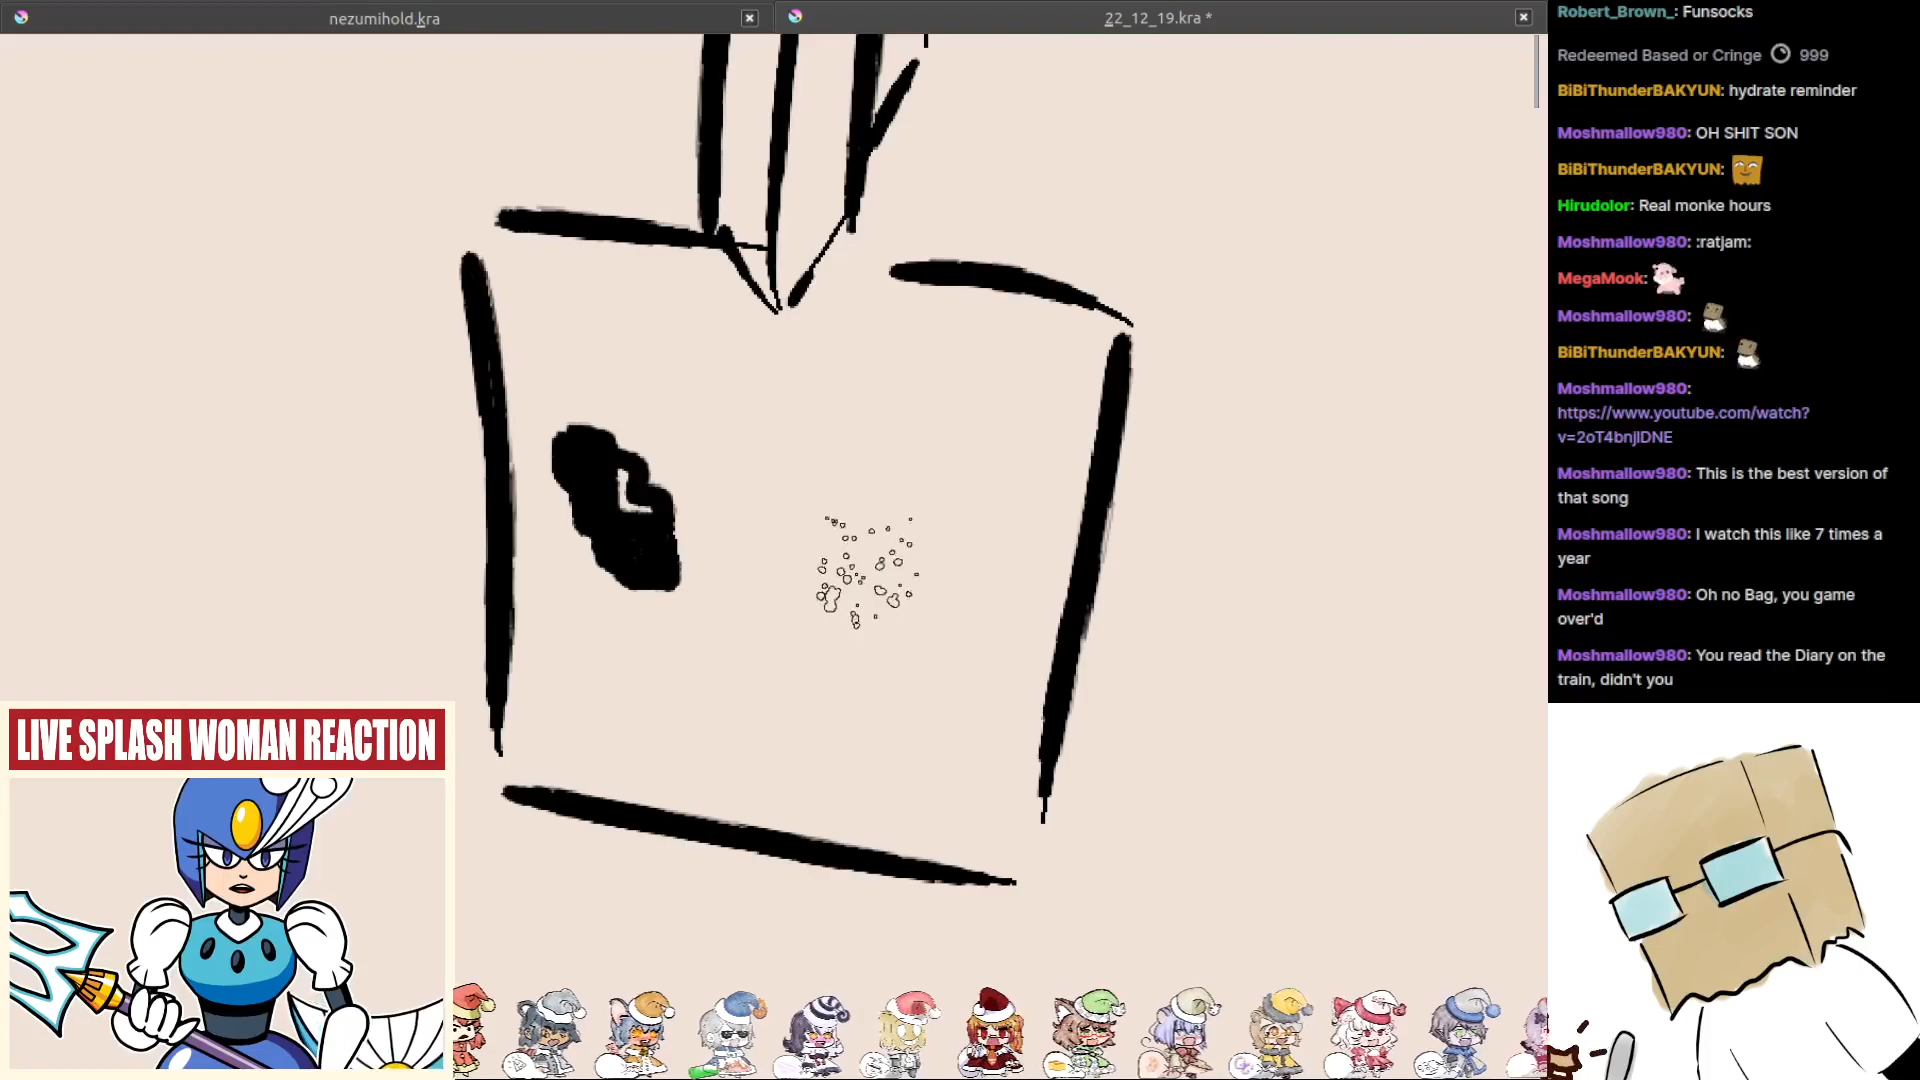 nezumihold.kra
22_12_19.kra *
Robert_Brown_: Funsocks
Redeemed Based or Cringe 999
BiBiThunderBAKYUN: hydrate reminder
Moshmallow980: OH SHIT SON
BiBiThunderBAKYUN:
Hirudolor: Real monke hours
Moshmallow980: :ratjam:
MegaMook:
Moshmallow980:
BiBiThunderBAKYUN:
Moshmallow980:
https://www.youtube.com/watch?
v=2oT4bnjlDNE
Moshmallow980: This is the best version of
that song
Moshmallow980: I watch this like 7 times a
year
Moshmallow980: Oh no Bag, you game
over'd
Moshmallow980: You read the Diary on the
train, didn't you
LIVE SPLASH WOMAN REACTION